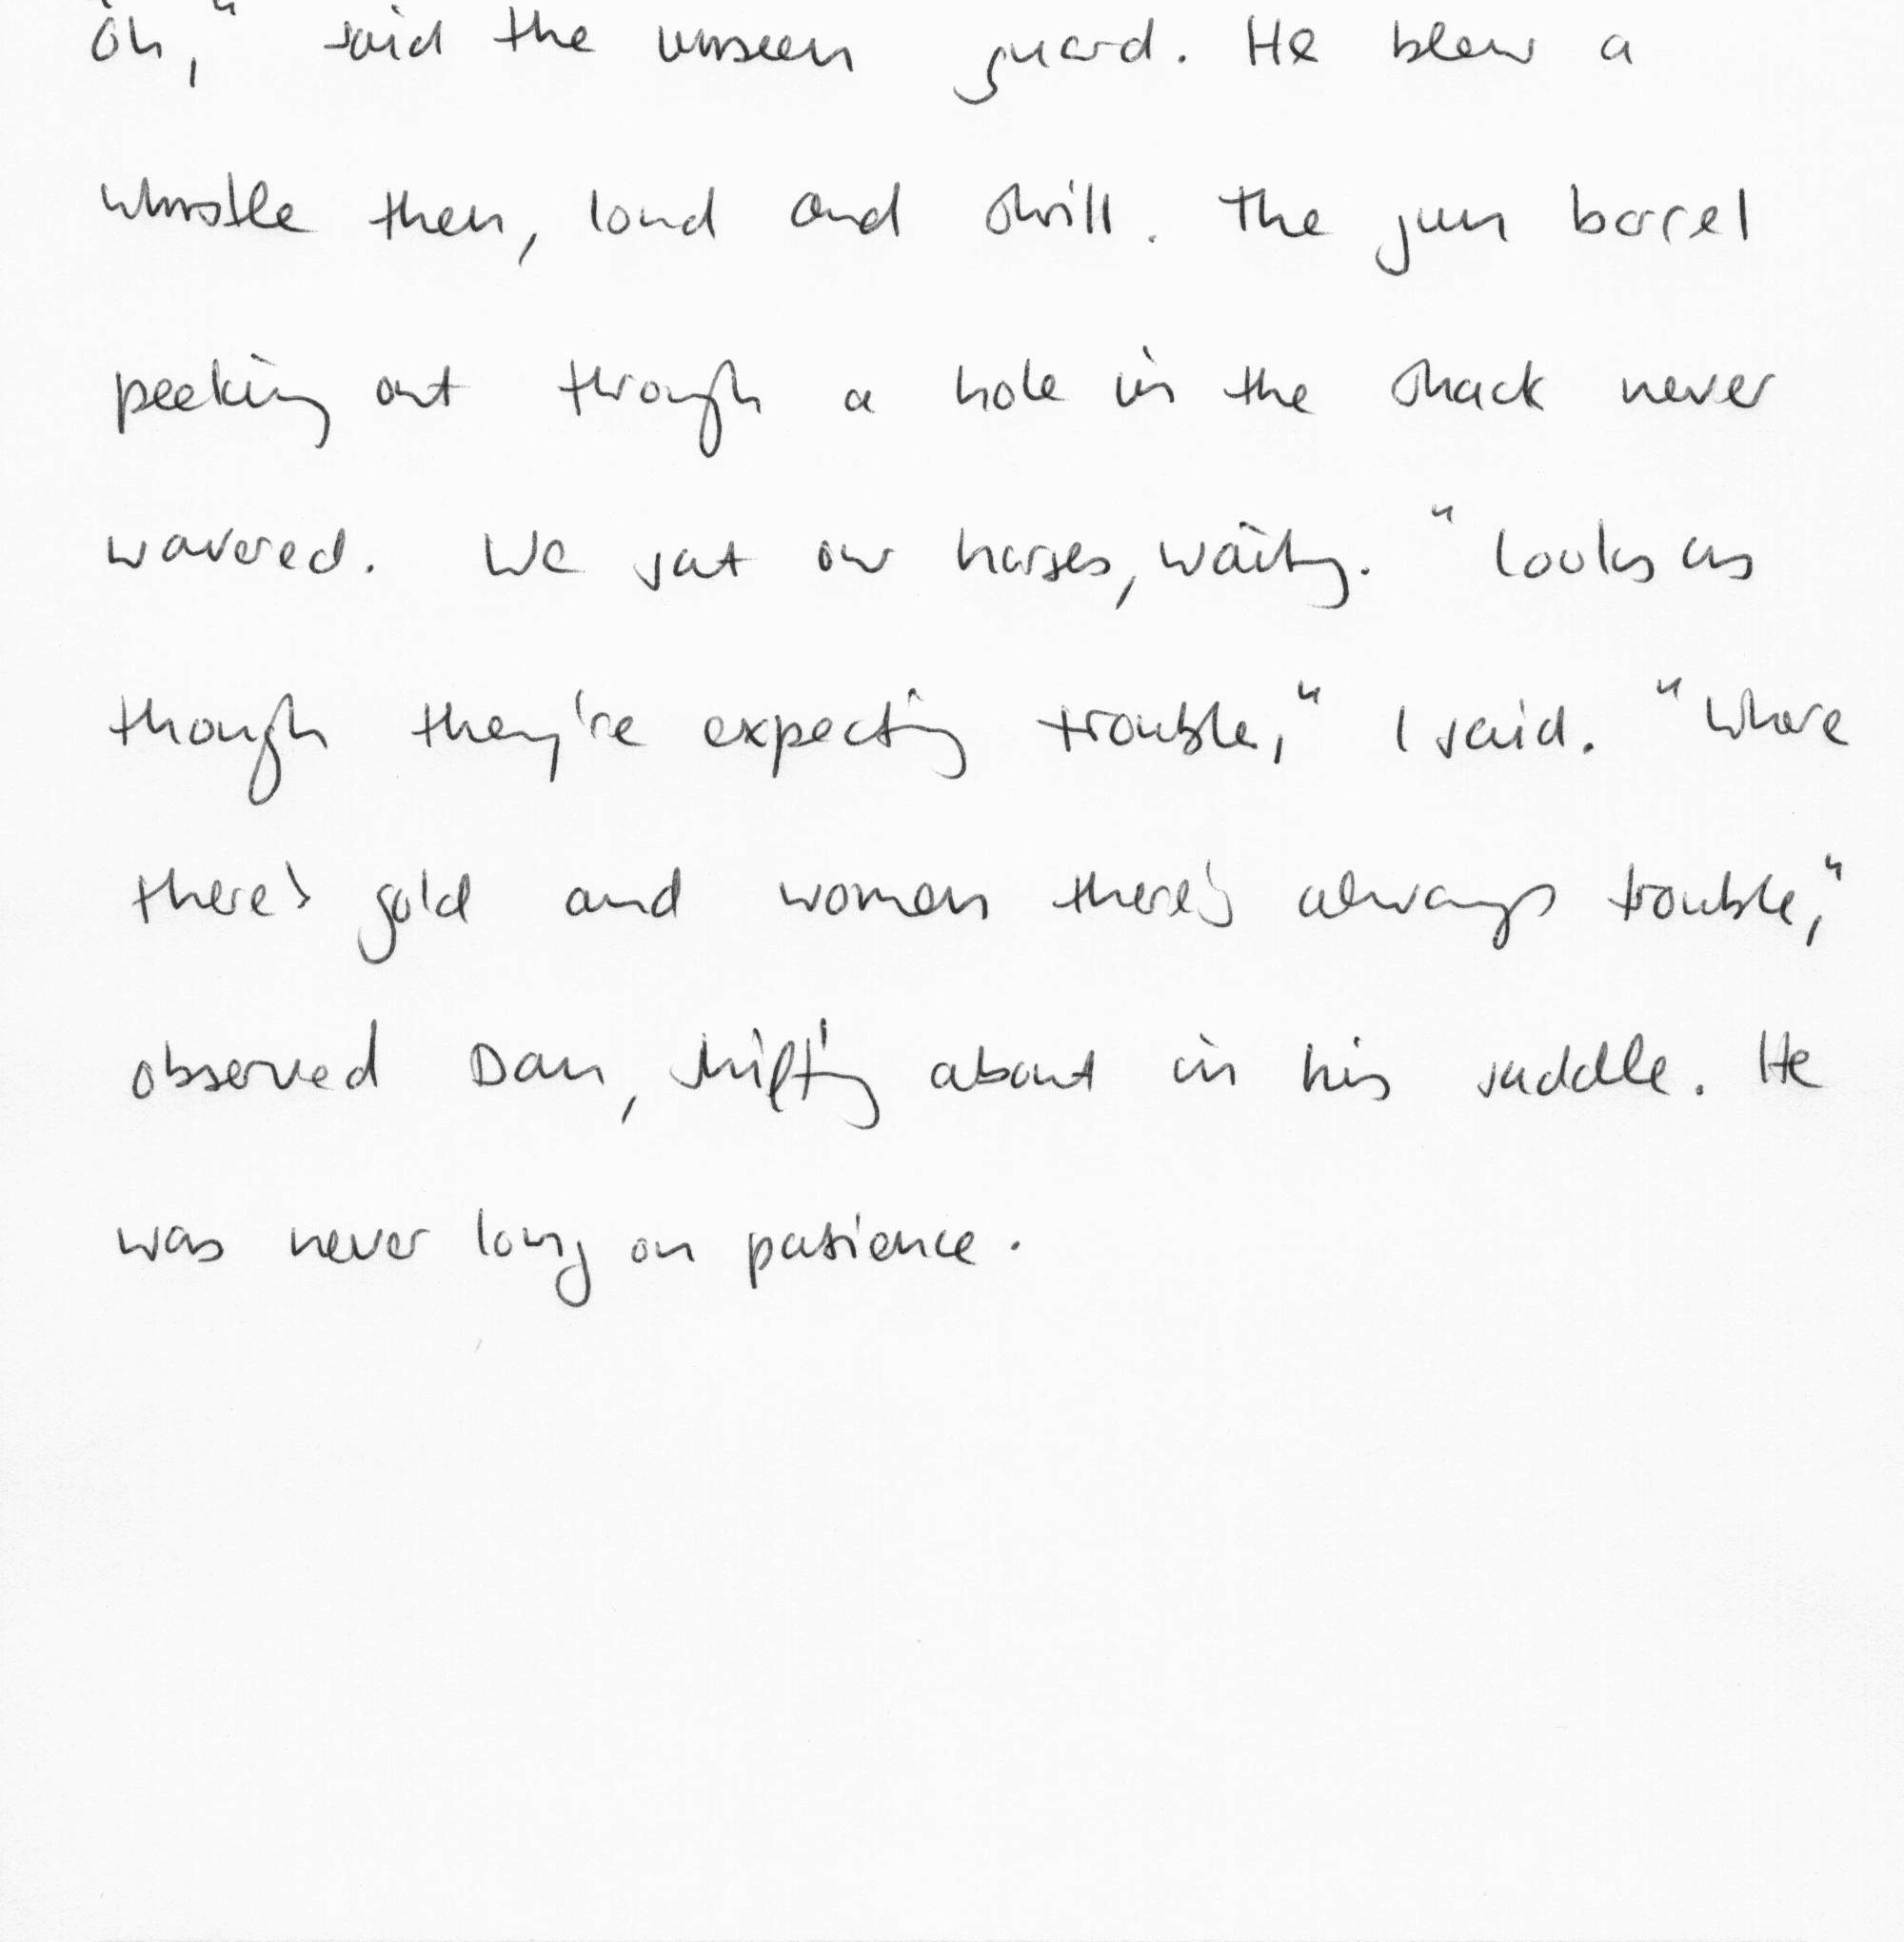 "Oh," said the unseen guard. He blew a
whistle then, loud and shrill. The gun barrel
peeking out through a hole in the shack never
wavered. We sat our horses, waiting. "Looks as
though they're expecting trouble," I said. "Where
there's gold and women there's always trouble,"
observed Dan, shifting about in his saddle. He
was never long on patience.